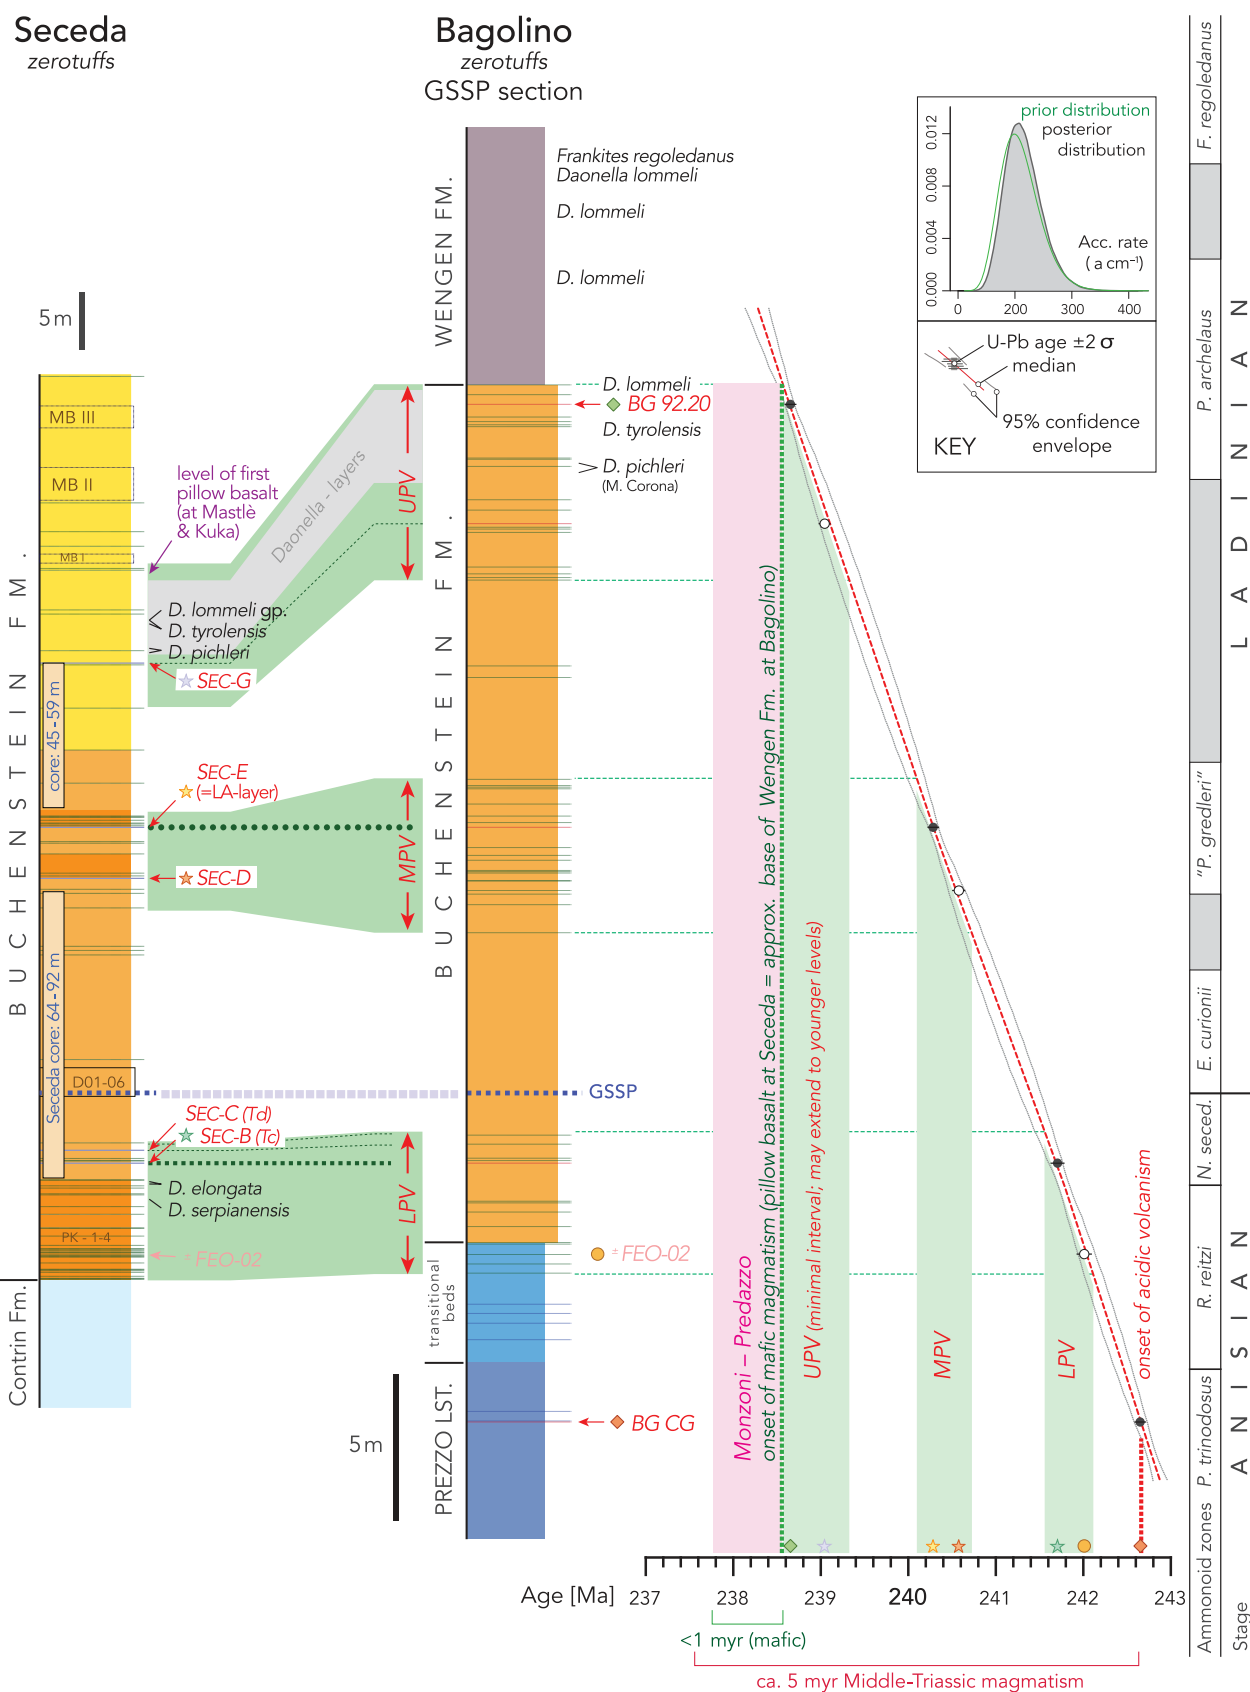 Seceda
zerotuffs
Bagolino
zerotuffs
GSSP section
5 m
BUCHENSTEIN FM.
Contrin Fm.
MB III
MB II
MB I
core: 45 - 59 m
Seceda core: 64 - 92 m
D01-06
PK - 1-4
level of first
pillow basalt
(at Mastlè
& Kuka)
Daonella - layers
D. lommeli gp.
D. tyrolensis
D. pichleri
SEC-G
SEC-E
(=LA-layer)
SEC-D
SEC-C (Td)
SEC-B (Tc)
D. elongata
D. serpianensis
± FEO-02
UPV
MPV
LPV
WENGEN FM.
BUCHENSTEIN FM.
transitional
beds
PREZZO LST.
5 m
Frankites regoledanus
Daonella lommeli
D. lommeli
D. lommeli
D. lommeli
BG 92.20
D. tyrolensis
D. pichleri
(M. Corona)
GSSP
± FEO-02
BG CG
Monzoni – Predazzo
onset of mafic magmatism (pillow basalt at Seceda = approx. base of Wengen Fm. at Bagolino)
UPV (minimal interval; may extend to younger levels)
MPV
LPV
onset of acidic volcanism
prior distribution
posterior
distribution
0.012
0.008
0.004
0.000
Acc. rate
( a cm⁻¹)
0 100 200 300 400
U-Pb age ±2 σ
median
95% confidence
envelope
KEY
Age [Ma] 237 238 239 240 241 242 243
<1 myr (mafic)
ca. 5 myr Middle-Triassic magmatism
F. regoledanus
P. archelaus
"P. gredleri"
E. curionii
N. seced.
R. reitzi
P. trinodosus
Ammonoid zones
LADINIAN
ANISIAN
Stage